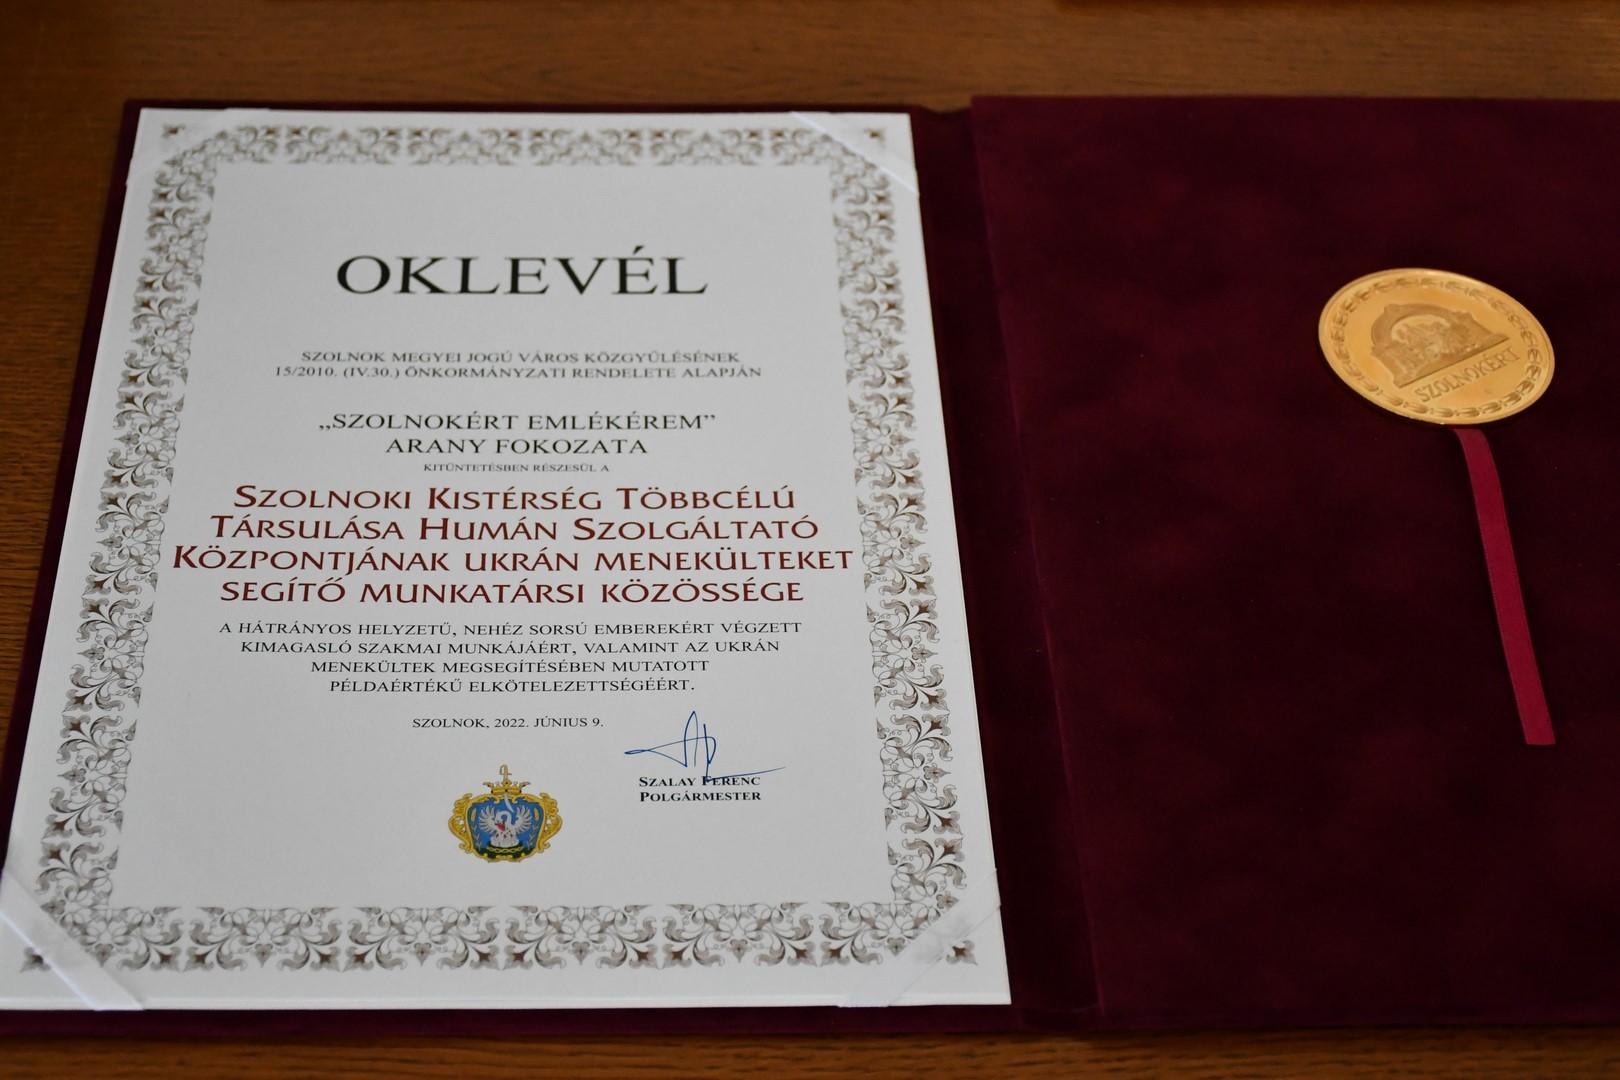 OKLEVÉL
SZOLNOK MEGYEI JOGÚ VÁROS KÖZGYŰLÉSÉNEK
15/2010. (IV.30.) ÖNKORMÁNYZATI RENDELETE ALAPJÁN
„SZOLNOKÉRT EMLÉKÉREM”
ARANY FOKOZATA
KITÜNTETÉSBEN RÉSZESÜL A
SZOLNOKI KISTÉRSÉG TÖBBCÉLÚ
TÁRSULÁSA HUMÁN SZOLGÁLTATÓ
KÖZPONTJÁNAK UKRÁN MENEKÜLTEKET
SEGÍTŐ MUNKATÁRSI KÖZÖSSÉGE
A HÁTRÁNYOS HELYZETŰ, NEHÉZ SORSÚ EMBEREKÉRT VÉGZETT
KIMAGASLÓ SZAKMAI MUNKÁJÁÉRT, VALAMINT AZ UKRÁN
MENEKÜLTEK MEGSEGÍTÉSÉBEN MUTATOTT
PÉLDAÉRTÉKŰ ELKÖTELEZETTSÉGÉÉRT.
SZOLNOK, 2022. JÚNIUS 9.
SZALAY FERENC
POLGÁRMESTER
SZOLNOKÉRT